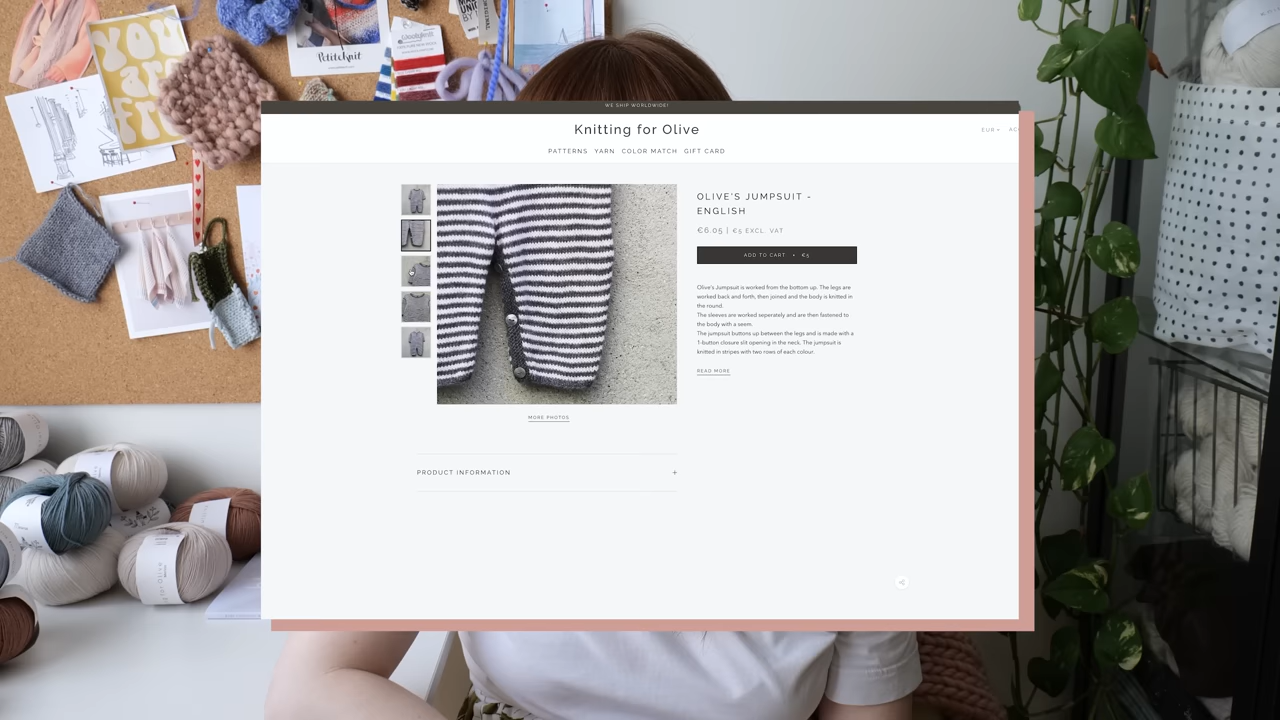 YOU
ARE
FR
PetiteKnit
WE SHIP WORLDWIDE!
Knitting for Olive
EUR
PATTERNS YARN COLOR MATCH GIFT CARD
OLIVE'S JUMPSUIT -
ENGLISH
€6.05 | €5 EXCL. VAT
ADD TO CART • €5
Olive's Jumpsuit is worked from the bottom up. The legs are
worked back and forth, then joined and the body is knitted in
the round.
The sleeves are worked seperately and are then fastened to
the body with a seem.
The jumpsuit buttons up between the legs and is made with a
1-button closure slit opening in the neck. The jumpsuit is
knitted in stripes with two rows of each colour.
READ MORE
MORE PHOTOS
PRODUCT INFORMATION +